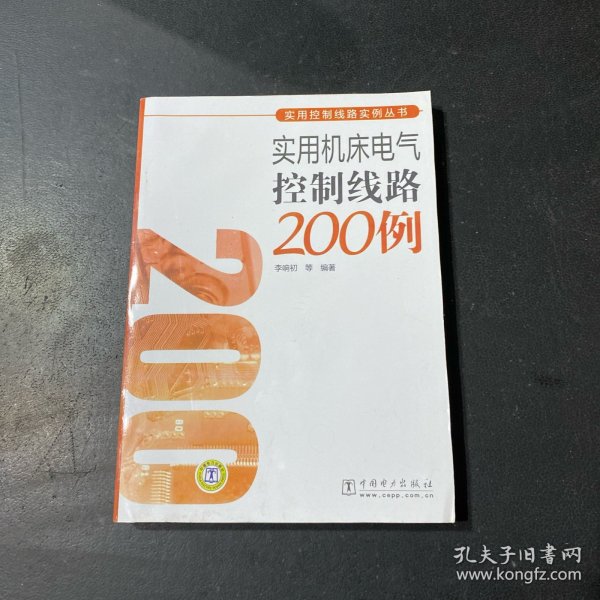 实用控制线路实例丛书
实用机床电气
控制线路
200例
李响初 等 编著
200
中国电力出版社
www.cepp.com.cn
孔夫子旧书网
www.kongfz.com